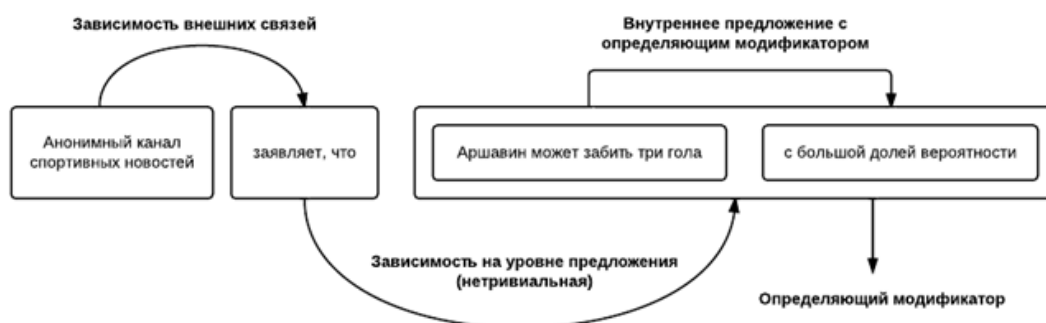 Зависимость внешних связей
Внутреннее предложение с
определяющим модификатором
Анонимный канал
спортивных новостей
заявляет, что
Аршавин может забить три гола
с большой долей вероятности
Зависимость на уровне предложения
(нетривиальная)
Определяющий модификатор